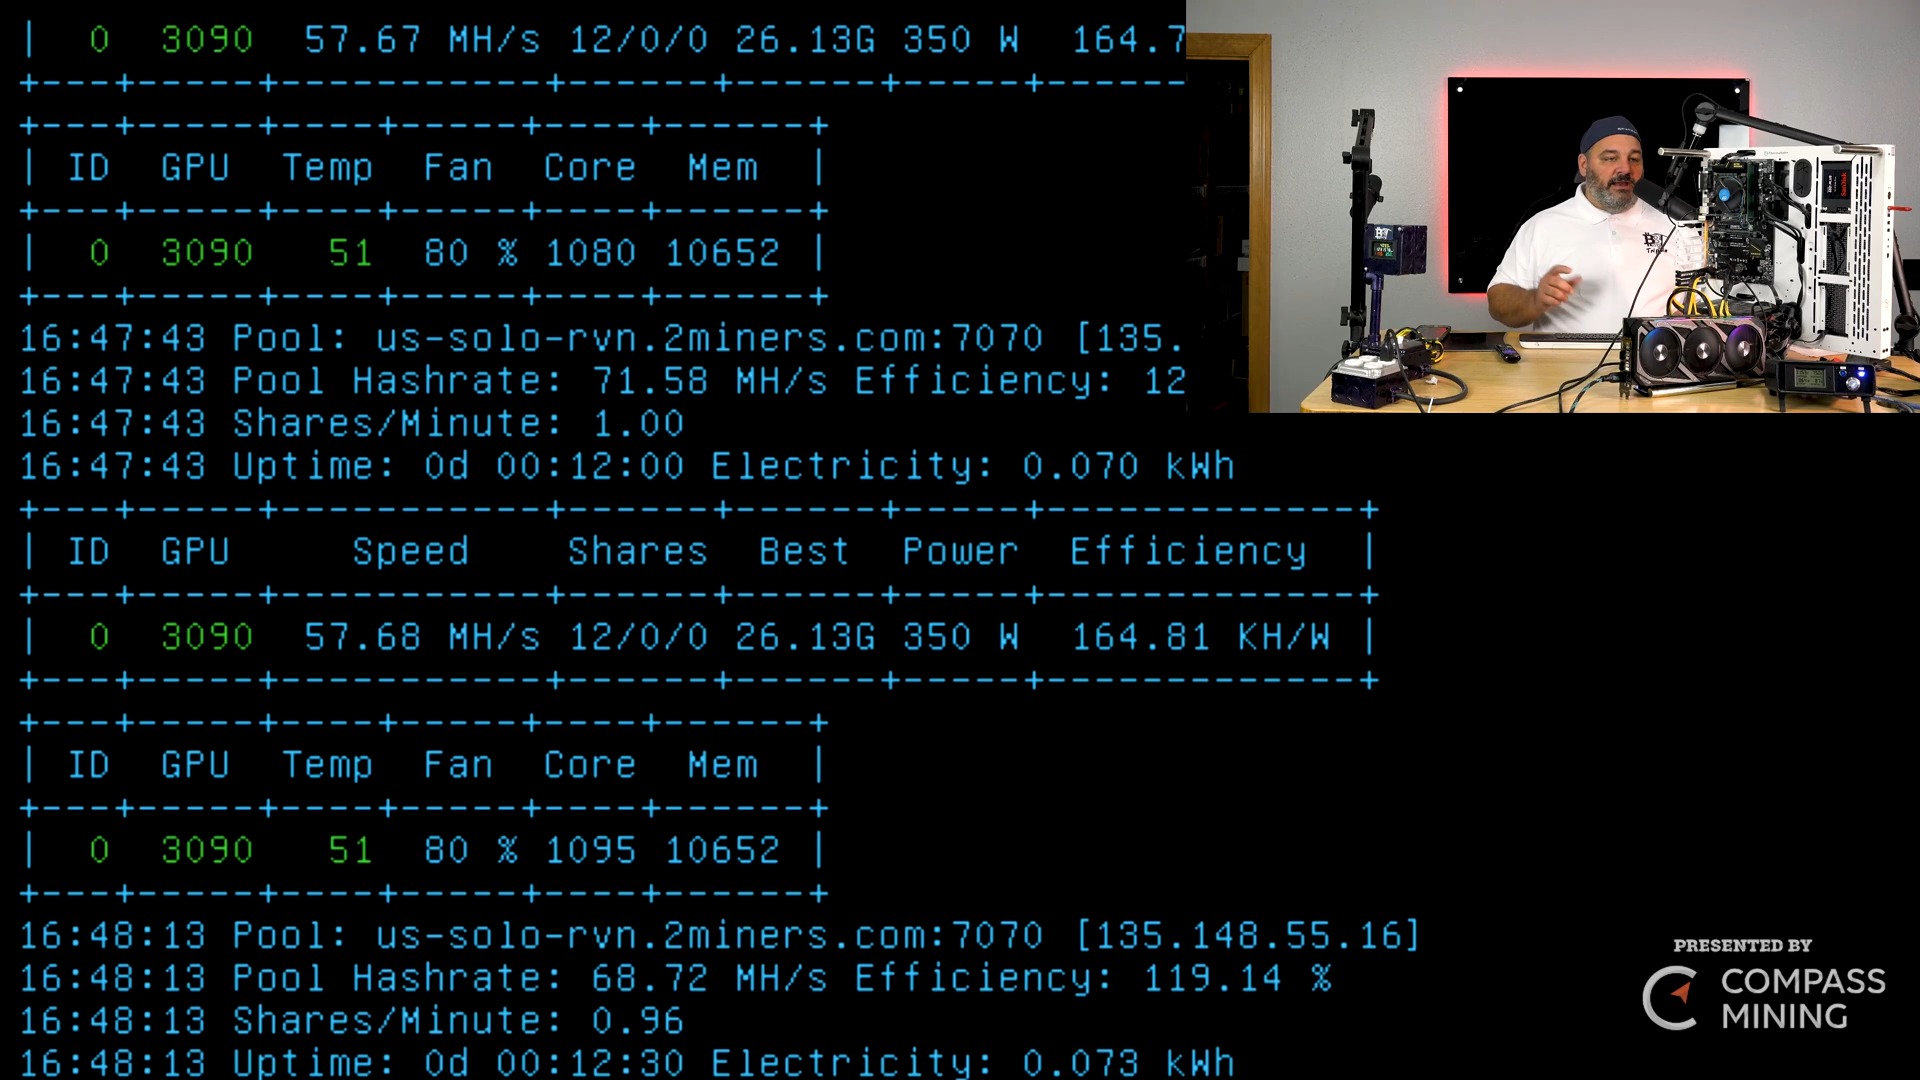 | 0 3090 57.67 MH/s 12/0/0 26.13G 350 W 164.7
+---+-----+-----------+------+------+-----+------
+---+-----+----+-----+----+------+
| ID GPU Temp Fan Core Mem |
+---+-----+----+-----+----+------+
| 0 3090 51 80 % 1080 10652 |
+---+-----+----+-----+----+------+
16:47:43 Pool: us-solo-rvn.2miners.com:7070 [135.
16:47:43 Pool Hashrate: 71.58 MH/s Efficiency: 12
16:47:43 Shares/Minute: 1.00
16:47:43 Uptime: 0d 00:12:00 Electricity: 0.070 kWh
+---+-----+-----------+------+------+-----+-------------+
| ID GPU Speed Shares Best Power Efficiency |
+---+-----+-----------+------+------+-----+-------------+
| 0 3090 57.68 MH/s 12/0/0 26.13G 350 W 164.81 KH/W |
+---+-----+-----------+------+------+-----+-------------+
+---+-----+----+-----+----+------+
| ID GPU Temp Fan Core Mem |
+---+-----+----+-----+----+------+
| 0 3090 51 80 % 1095 10652 |
+---+-----+----+-----+----+------+
16:48:13 Pool: us-solo-rvn.2miners.com:7070 [135.148.55.16]
16:48:13 Pool Hashrate: 68.72 MH/s Efficiency: 119.14 %
16:48:13 Shares/Minute: 0.96
16:48:13 Uptime: 0d 00:12:30 Electricity: 0.073 kWh
SanDisk
PRESENTED BY
COMPASS
MINING